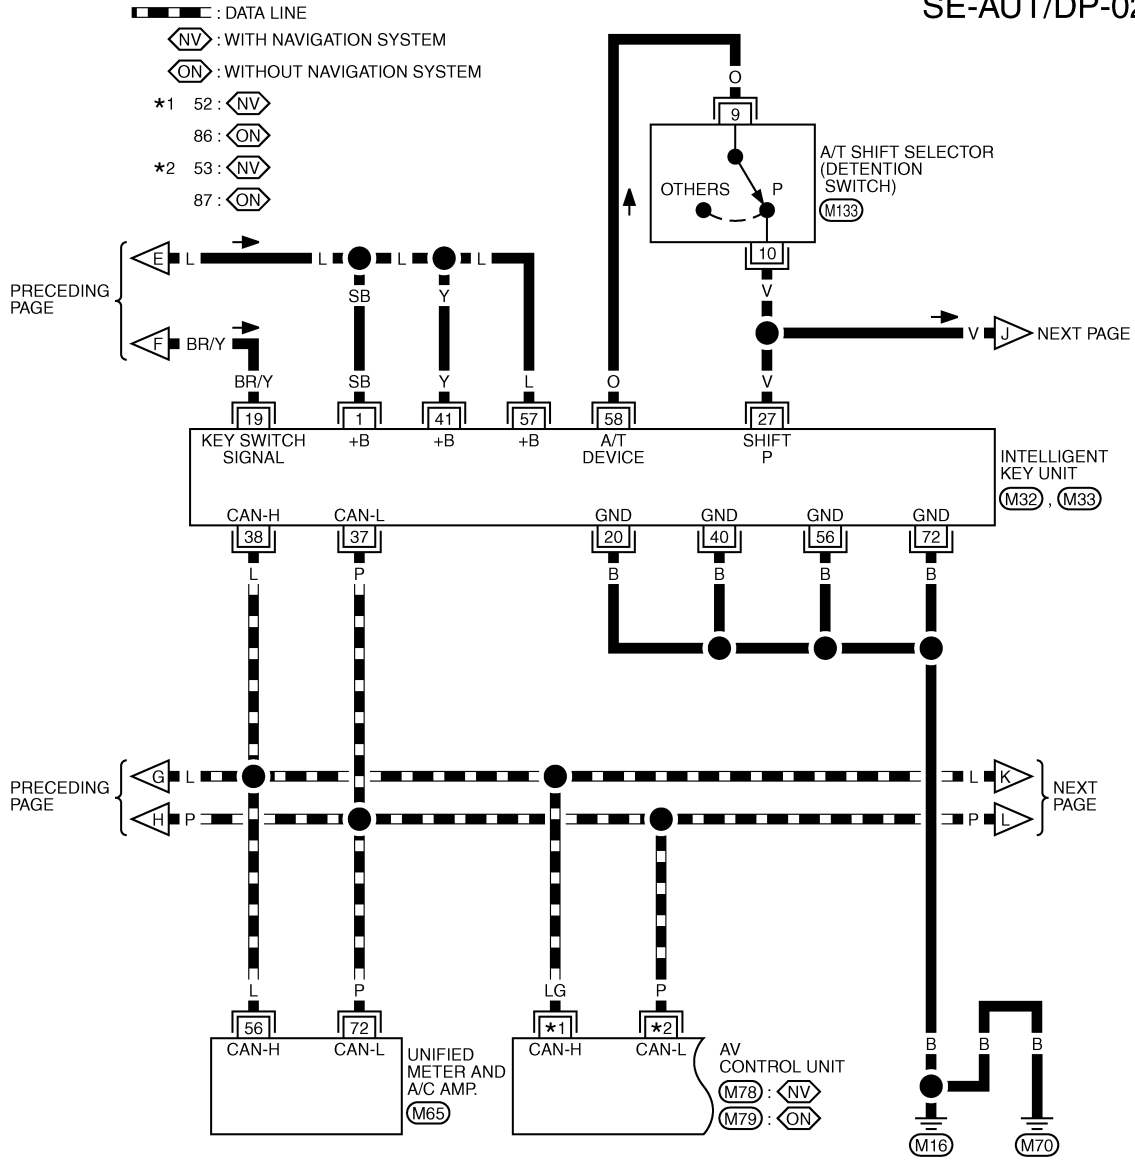 SE-AUT/DP-02
: DATA LINE
NV : WITH NAVIGATION SYSTEM
ON : WITHOUT NAVIGATION SYSTEM
*1 52 : NV
86 : ON
*2 53 : NV
87 : ON
O
9
OTHERS P
A/T SHIFT SELECTOR
(DETENTION
SWITCH)
M133
10
V
PRECEDING
PAGE
E L L L L
SB Y
F BR/Y
V J NEXT PAGE
BR/Y SB Y L O V
19 1 41 57 58 27
KEY SWITCH
SIGNAL
+B +B +B
A/T
DEVICE
SHIFT
P
INTELLIGENT
KEY UNIT
M32 , M33
CAN-H CAN-L GND GND GND GND
38 37 20 40 56 72
L P B B B B
PRECEDING
PAGE
G L L K
H P P L
NEXT
PAGE
L P LG P
56 72 *1 *2
CAN-H CAN-L CAN-H CAN-L
UNIFIED
METER AND
A/C AMP.
M65
AV
CONTROL UNIT
M78 : NV
M79 : ON
B B B
M16 M70